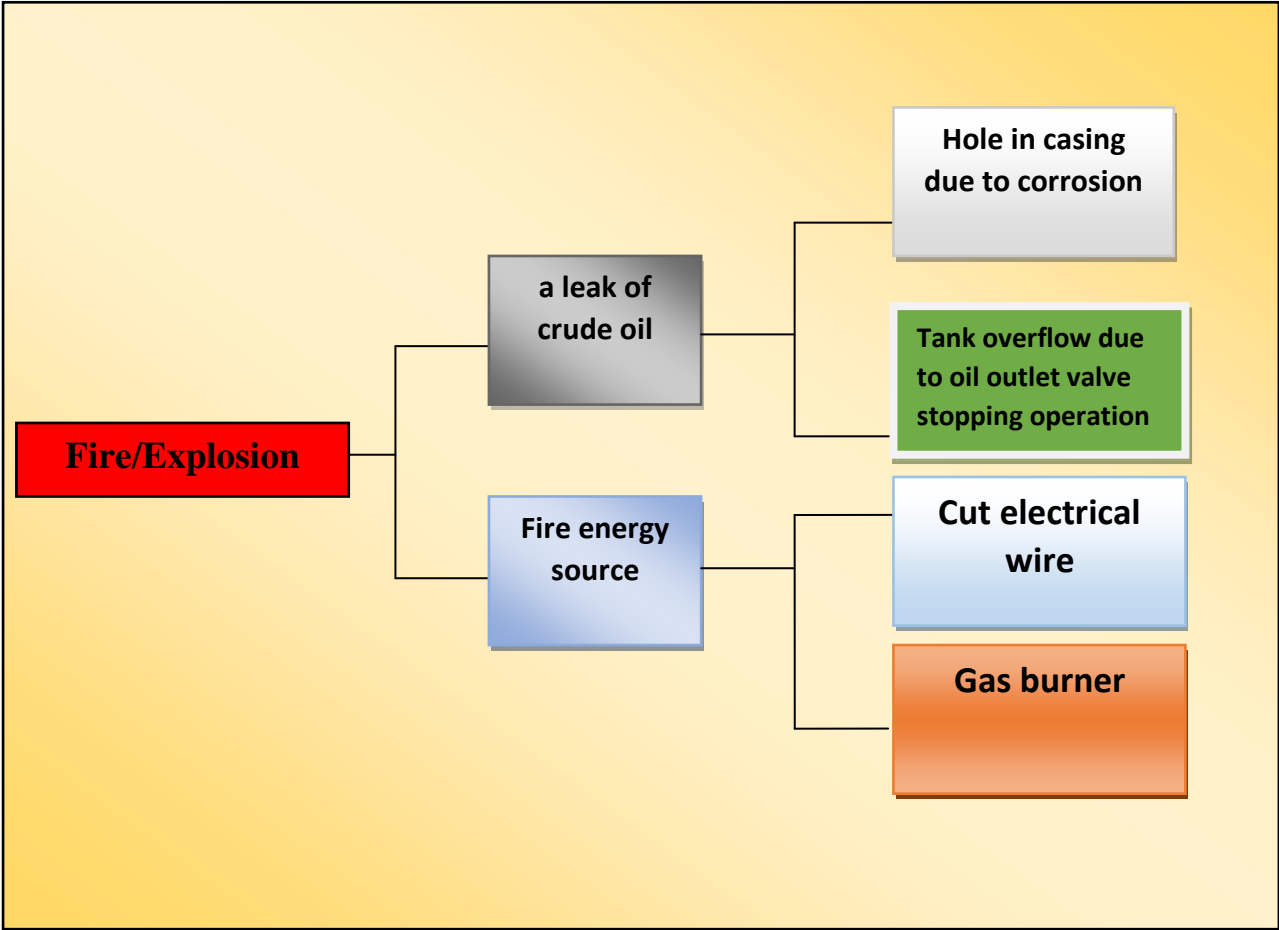 Hole in casing
due to corrosion
a leak of
crude oil
Tank overflow due
to oil outlet valve
stopping operation
Fire/Explosion
Fire energy
source
Cut electrical
wire
Gas burner